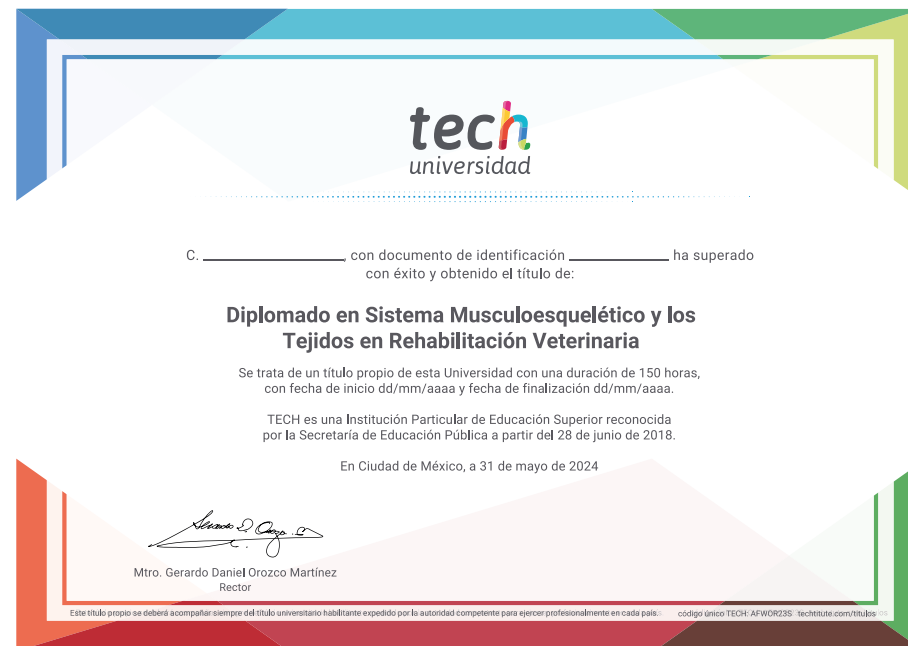 tech
universidad
C. ____________, con documento de identificación ____________ ha superado
con éxito y obtenido el título de:
Diplomado en Sistema Musculoesquelético y los
Tejidos en Rehabilitación Veterinaria
Se trata de un título propio de esta Universidad con una duración de 150 horas,
con fecha de inicio dd/mm/aaaa y fecha de finalización dd/mm/aaaa.
TECH es una Institución Particular de Educación Superior reconocida
por la Secretaría de Educación Pública a partir del 28 de junio de 2018.
En Ciudad de México, a 31 de mayo de 2024
Mtro. Gerardo Daniel Orozco Martínez
Rector
Este título propio se deberá acompañar siempre del título universitario habilitante expedido por la autoridad competente para ejercer profesionalmente en cada país. código único TECH: AFWOR23S techtitute.com/titulos